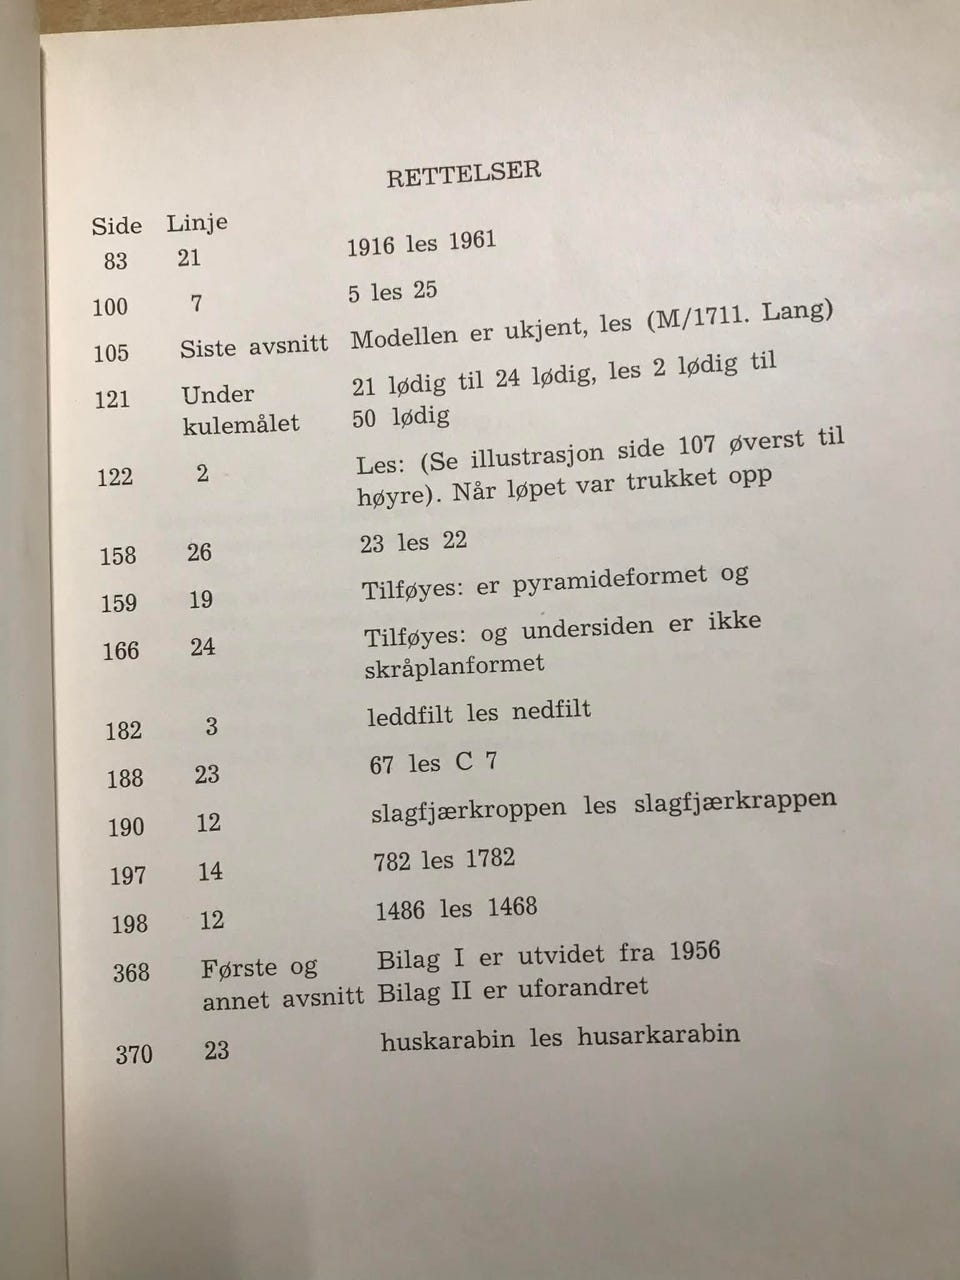 RETTELSER
Side Linje
83 21 1916 les 1961
100 7 5 les 25
105 Siste avsnitt Modellen er ukjent, les (M/1711. Lang)
121 Under 21 lødig til 24 lødig, les 2 lødig til
kulemålet 50 lødig
122 2 Les: (Se illustrasjon side 107 øverst til
høyre). Når løpet var trukket opp
158 26 23 les 22
159 19 Tilføyes: er pyramideformet og
166 24 Tilføyes: og undersiden er ikke
skråplanformet
182 3 leddfilt les nedfilt
188 23 67 les C 7
190 12 slagfjærkroppen les slagfjærkrappen
197 14 782 les 1782
198 12 1486 les 1468
368 Første og Bilag I er utvidet fra 1956
annet avsnitt Bilag II er uforandret
370 23 huskarabin les husarkarabin